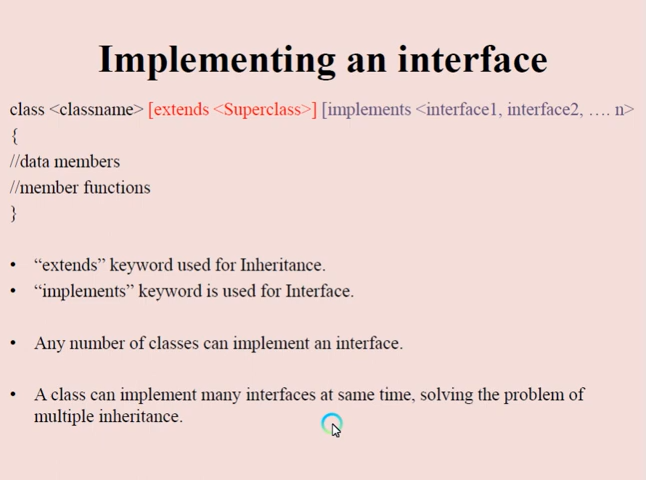 Implementing an interface
class <classname> [extends <Superclass>] [implements <interface1, interface2, …. n>
{
//data members
//member functions
}
• “extends” keyword used for Inheritance.
• “implements” keyword is used for Interface.
• Any number of classes can implement an interface.
• A class can implement many interfaces at same time, solving the problem of
multiple inheritance.